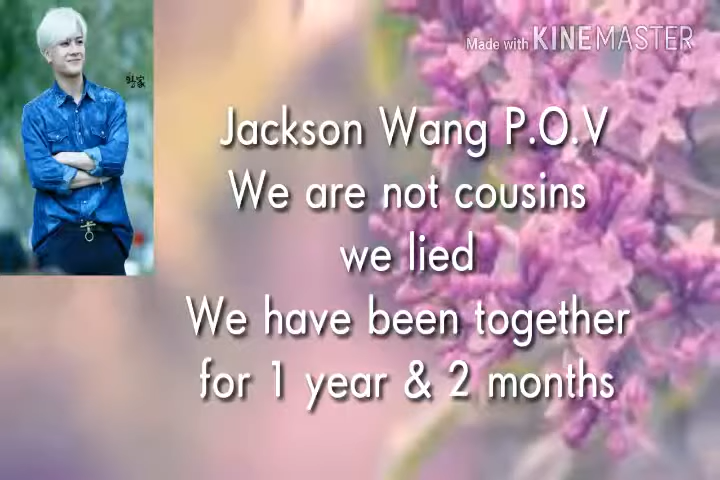 Made with KINEMASTER
Jackson Wang P.O.V
We are not cousins
we lied
We have been together
for 1 year & 2 months